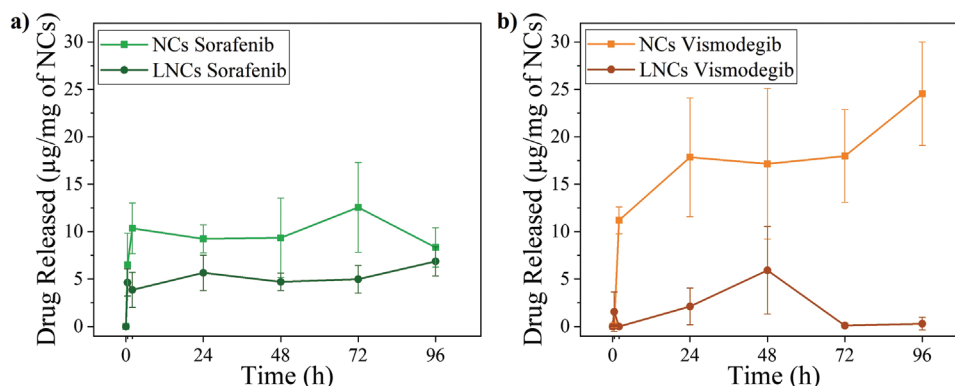 a)
Drug Released (µg/mg of NCs)
30
25
20
15
10
5
0
NCs Sorafenib
LNCs Sorafenib
0 24 48 72 96
Time (h)
b)
Drug Released (µg/mg of NCs)
30
25
20
15
10
5
0
NCs Vismodegib
LNCs Vismodegib
0 24 48 72 96
Time (h)